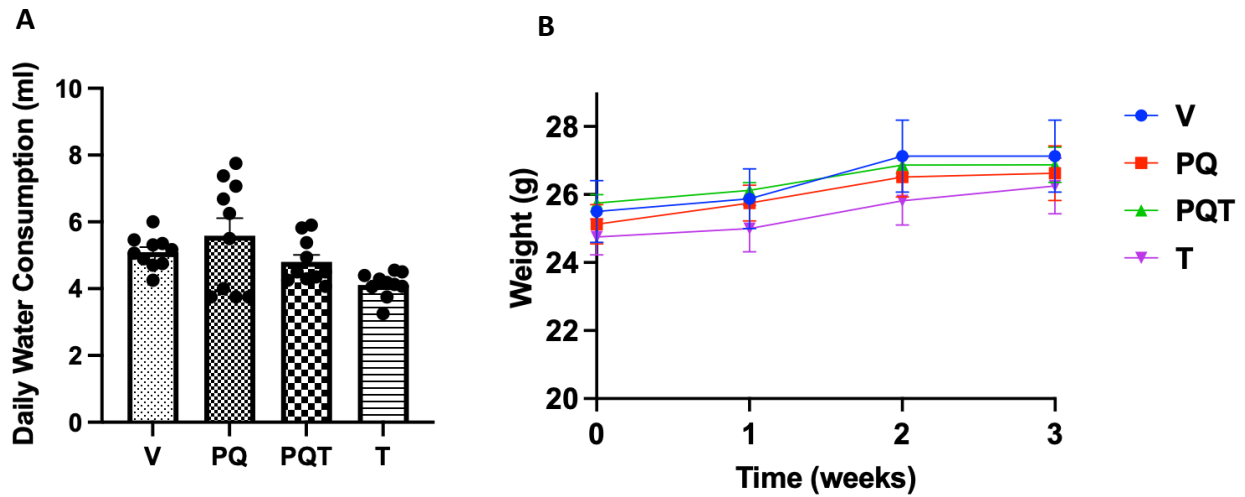 A
Daily Water Consumption (ml)
10
8
6
4
2
0
V PQ PQT T
B
Weight (g)
28
26
24
22
20
0 1 2 3
Time (weeks)
V
PQ
PQT
T